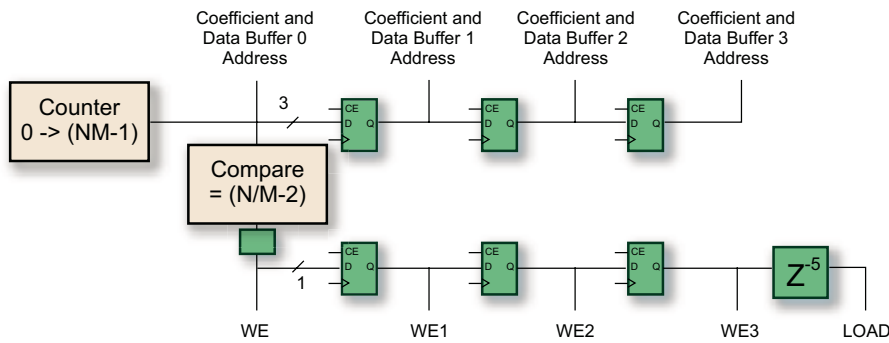 Coefficient and
Data Buffer 0
Address
Coefficient and
Data Buffer 1
Address
Coefficient and
Data Buffer 2
Address
Coefficient and
Data Buffer 3
Address
Counter
0 -> (NM-1)
3
CE
D Q
CE
D Q
CE
D Q
Compare
= (N/M-2)
1
CE
D Q
CE
D Q
CE
D Q
Z-5
WE
WE1
WE2
WE3
LOAD